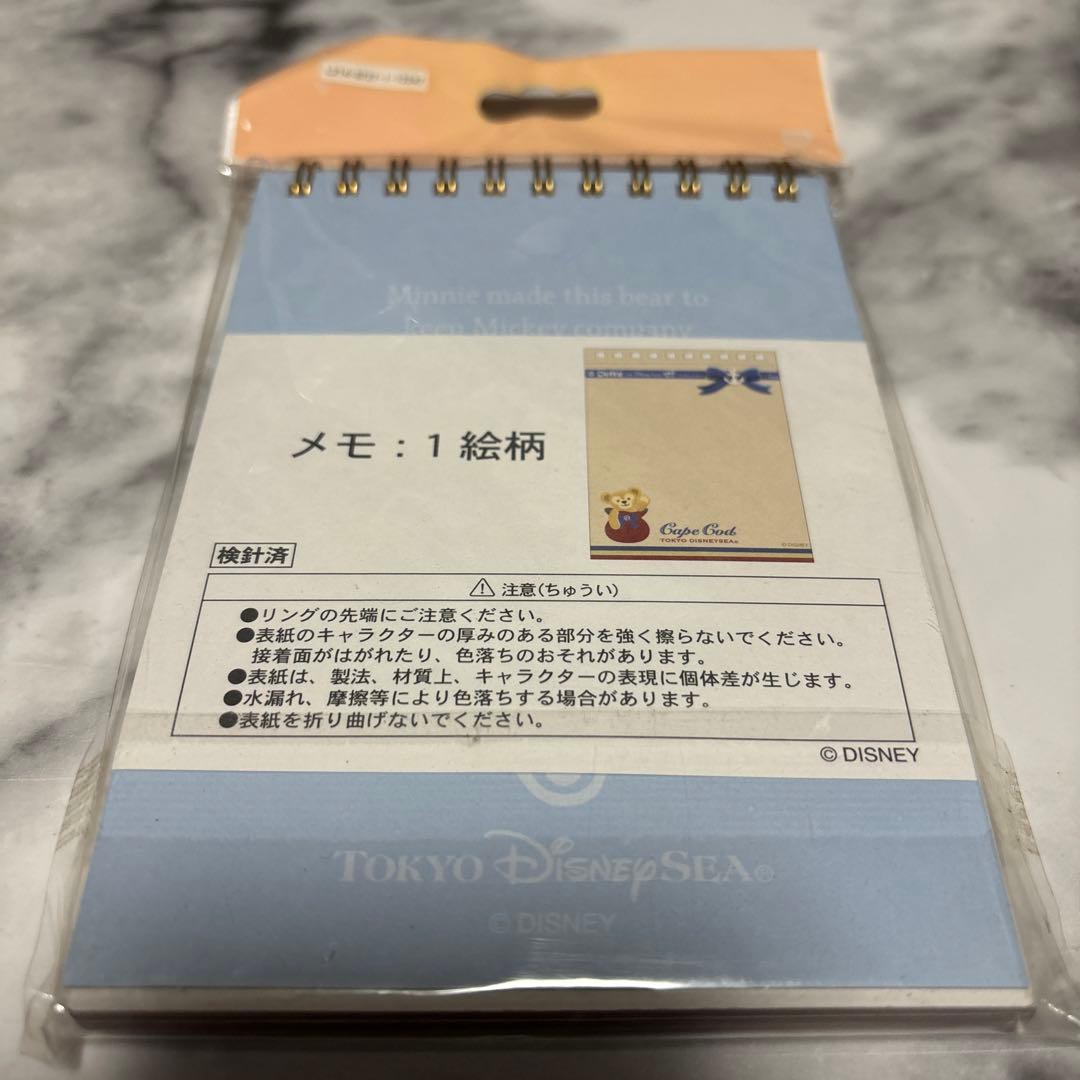 Minnie made this bear to
Keep Mickey company
メモ：1 絵柄
Duffy
Cape Cod
TOKYO DISNEYSEA®
© DISNEY
検針済
⚠ 注意(ちゅうい)
●リングの先端にご注意ください。
●表紙のキャラクターの厚みのある部分を強く擦らないでください。
接着面がはがれたり、色落ちのおそれがあります。
●表紙は、製法、材質上、キャラクターの表現に個体差が生じます。
●水漏れ、摩擦等により色落ちする場合があります。
●表紙を折り曲げないでください。
© DISNEY
TOKYO DISNEYSEA®
© DISNEY